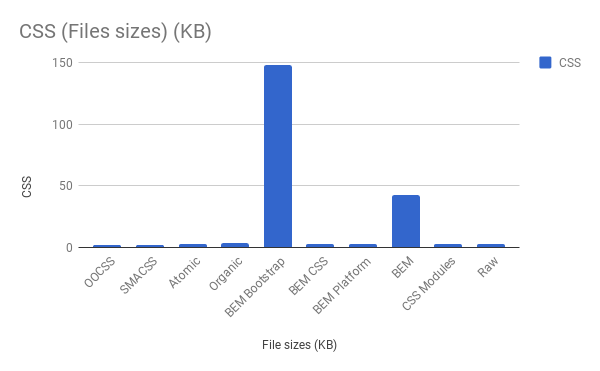 CSS (Files sizes) (KB)
150
100
50
0
CSS
CSS
OOCSS
SMACSS
Atomic
Organic
BEM Bootstrap
BEM CSS
BEM Platform
BEM
CSS Modules
Raw
File sizes (KB)